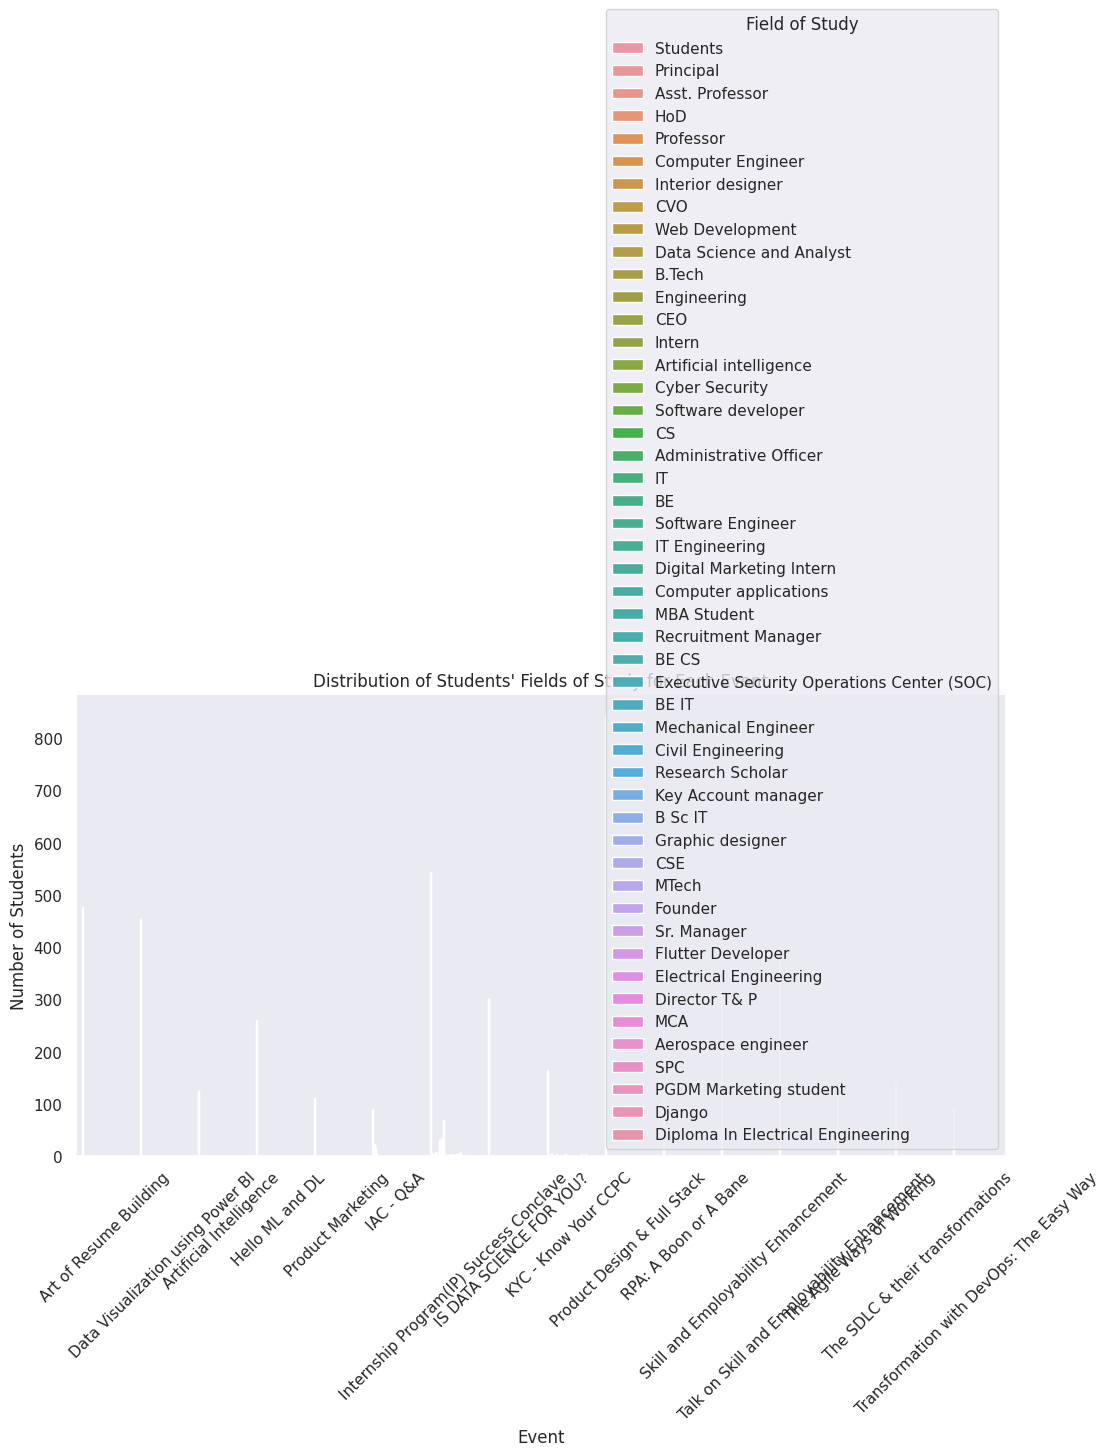 Field of Study
Students
Principal
Asst. Professor
HoD
Professor
Computer Engineer
Interior designer
CVO
Web Development
Data Science and Analyst
B.Tech
Engineering
CEO
Intern
Artificial intelligence
Cyber Security
Software developer
CS
Administrative Officer
IT
BE
Software Engineer
IT Engineering
Digital Marketing Intern
Computer applications
MBA Student
Recruitment Manager
BE CS
Executive Security Operations Center (SOC)
BE IT
Mechanical Engineer
Civil Engineering
Research Scholar
Key Account manager
B Sc IT
Graphic designer
CSE
MTech
Founder
Sr. Manager
Flutter Developer
Electrical Engineering
Director T& P
MCA
Aerospace engineer
SPC
PGDM Marketing student
Django
Diploma In Electrical Engineering
Distribution of Students' Fields of Study for Each Event
Number of Students
800
700
600
500
400
300
200
100
0
Art of Resume Building
Data Visualization using Power BI
Artificial Intelligence
Hello ML and DL
Product Marketing
IAC - Q&A
Internship Program(IP) Success Conclave
IS DATA SCIENCE FOR YOU?
KYC - Know Your CCPC
Product Design & Full Stack
RPA: A Boon or A Bane
Skill and Employability Enhancement
Talk on Skill and Employability Enhancement
The Agile Ways of Working
The SDLC & their transformations
Transformation with DevOps: The Easy Way
Event